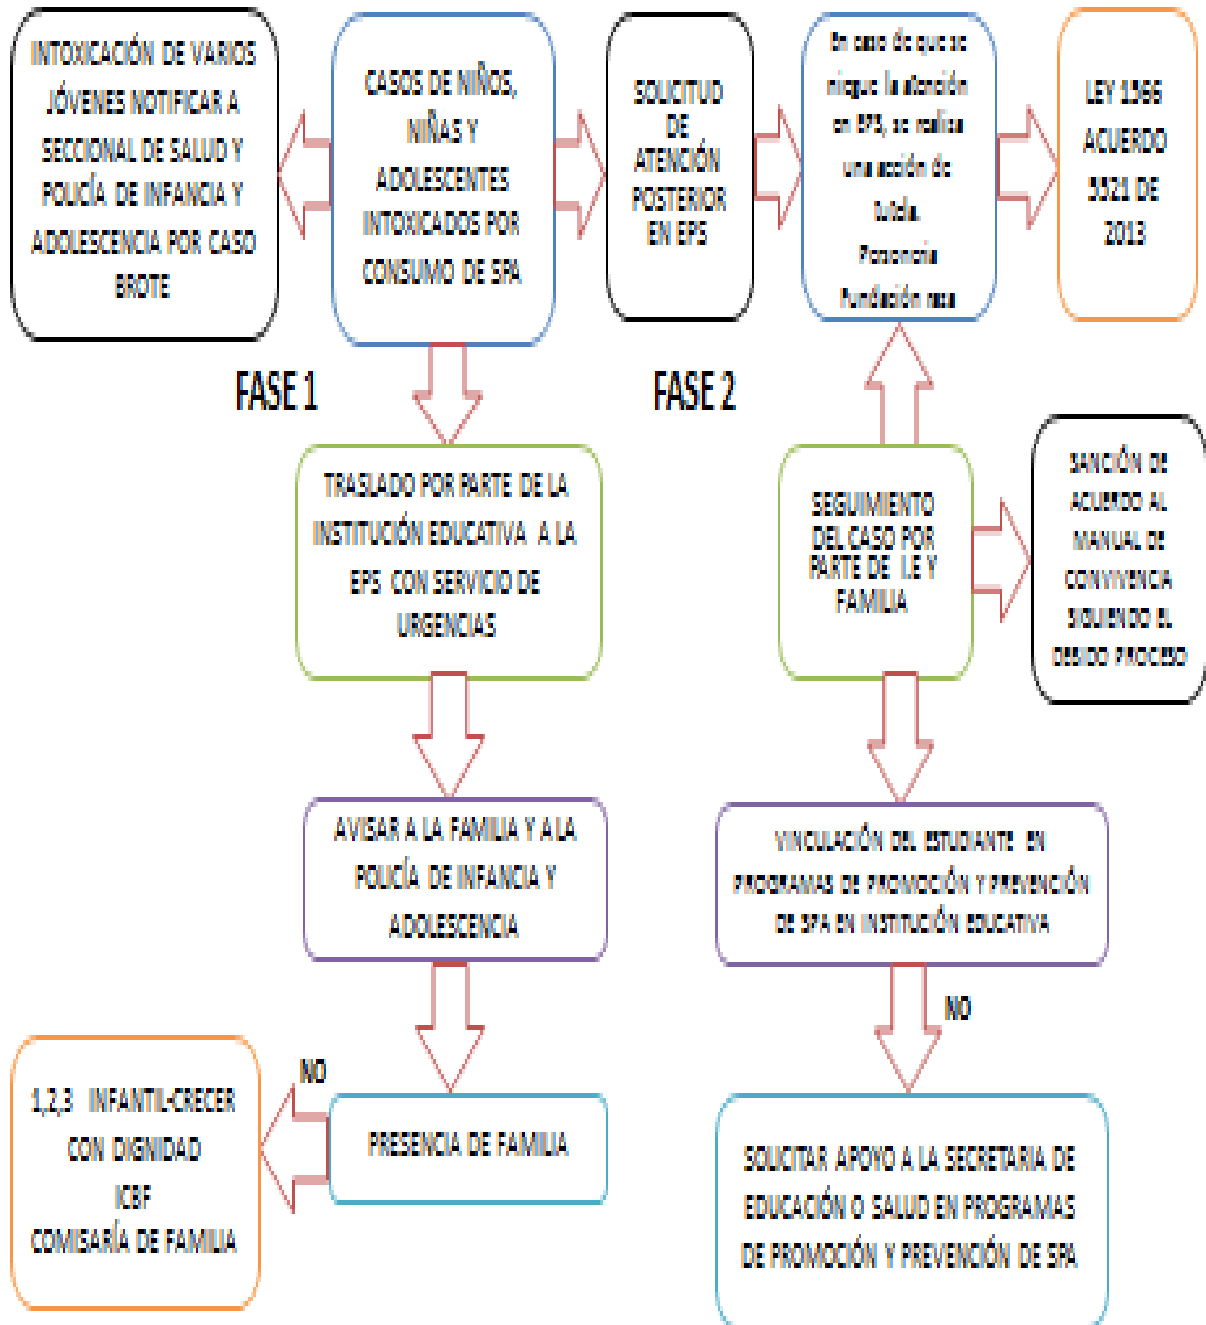 INTOXICACIÓN DE VARIOS
JÓVENES NOTIFICAR A
SECCIONAL DE SALUD Y
POLICÍA DE INFANCIA Y
ADOLESCENCIA POR CASO
BROTE
CASOS DE NIÑOS,
NIÑAS Y
ADOLESCENTES
INTOXICADOS POR
CONSUMO DE SPA
SOLICITUD
DE
ATENCIÓN
POSTERIOR
EN EPS
En caso de que se
niegue la atención
en EPS, se realiza
una acción de
tutela.
Personería
Fundación
LEY 1566
ACUERDO
DE
2013
FASE 1
FASE 2
TRASLADO POR PARTE DE LA
INSTITUCIÓN EDUCATIVA A LA
EPS CON SERVICIO DE
URGENCIAS
SEGUIMIENTO
DEL CASO POR
PARTE DE I.E Y
FAMILIA
SANCIÓN DE
ACUERDO AL
MANUAL DE
CONVIVENCIA
SIGUIENDO EL
DEBIDO PROCESO
AVISAR A LA FAMILIA Y A LA
POLICÍA DE INFANCIA Y
ADOLESCENCIA
VINCULACIÓN DEL ESTUDIANTE EN
PROGRAMAS DE PROMOCIÓN Y PREVENCIÓN
DE SPA EN INSTITUCIÓN EDUCATIVA
NO
NO
1,2,3 INFANTIL-CRECER
CON DIGNIDAD
ICBF
COMISARÍA DE FAMILIA
PRESENCIA DE FAMILIA
SOLICITAR APOYO A LA SECRETARIA DE
EDUCACIÓN O SALUD EN PROGRAMAS
DE PROMOCIÓN Y PREVENCIÓN DE SPA